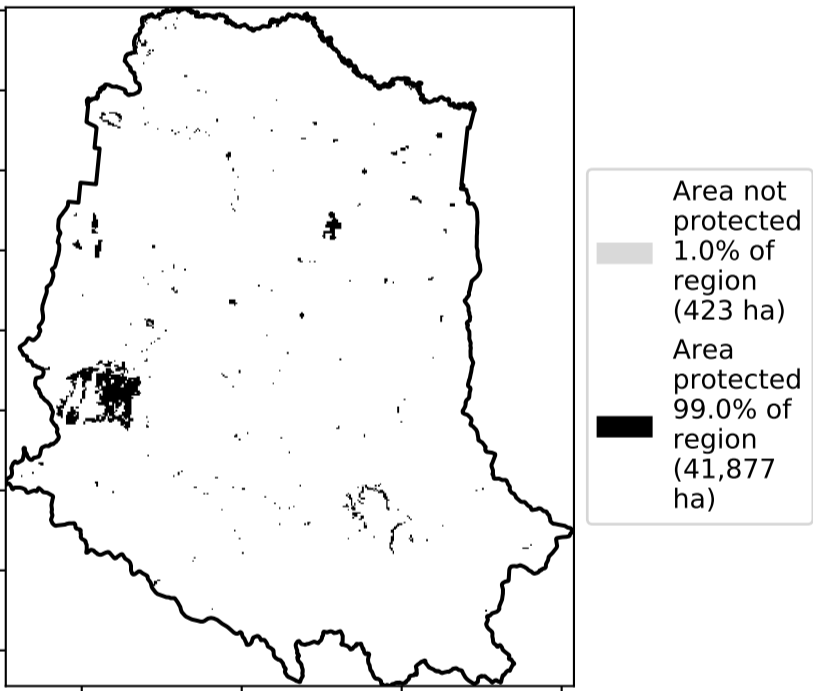 Area not
protected
1.0% of
region
(423 ha)
Area
protected
99.0% of
region
(41,877
ha)